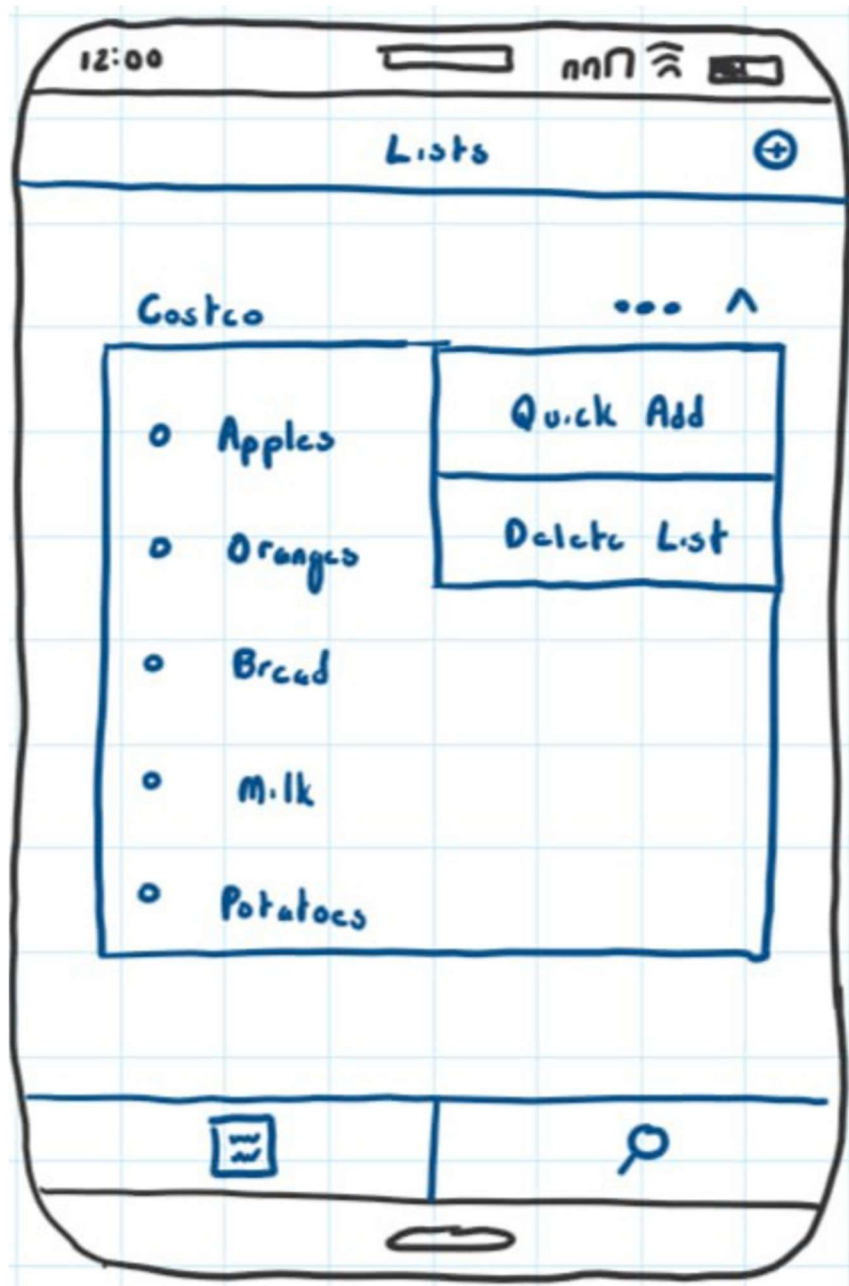 12:00
Lists
Costco
Quick Add
Apples
Delete List
Oranges
Bread
Milk
Potatoes